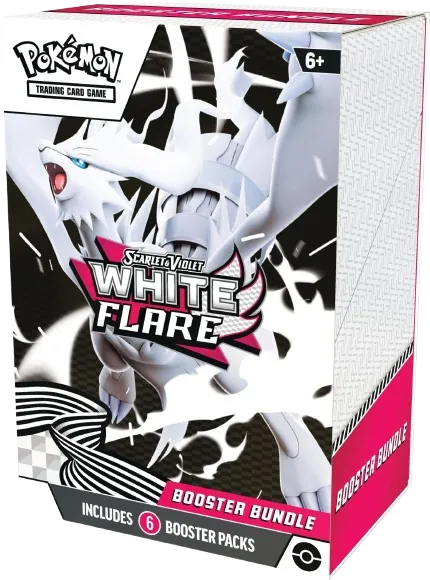 POKéMON
TRADING CARD GAME
6+
SCARLET & VIOLET
WHITE
FLARE
BOOSTER BUNDLE
INCLUDES 6 BOOSTER PACKS
BOOSTER BUNDLE